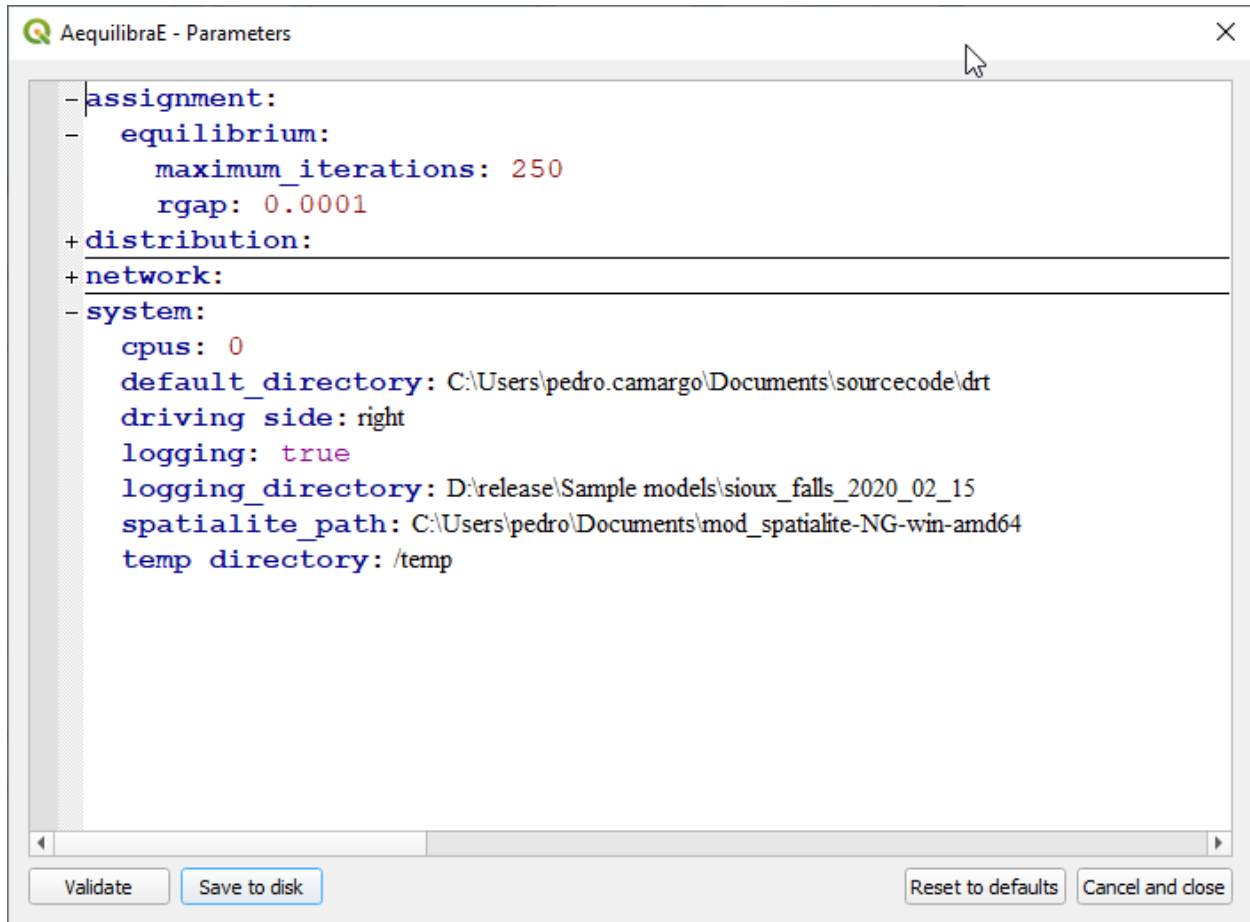 AequilibraE - Parameters
assignment:
equilibrium:
maximum_iterations: 250
rgap: 0.0001
distribution:
network:
system:
cpus: 0
default_directory: C:\Users\pedro.camargo\Documents\sourcecode\drt
driving side: right
logging: true
logging_directory: D:\release\Sample models\sioux_falls_2020_02_15
spatialite_path: C:\Users\pedro\Documents\mod_spatialite-NG-win-amd64
temp directory: /temp
Validate Save to disk Reset to defaults Cancel and close